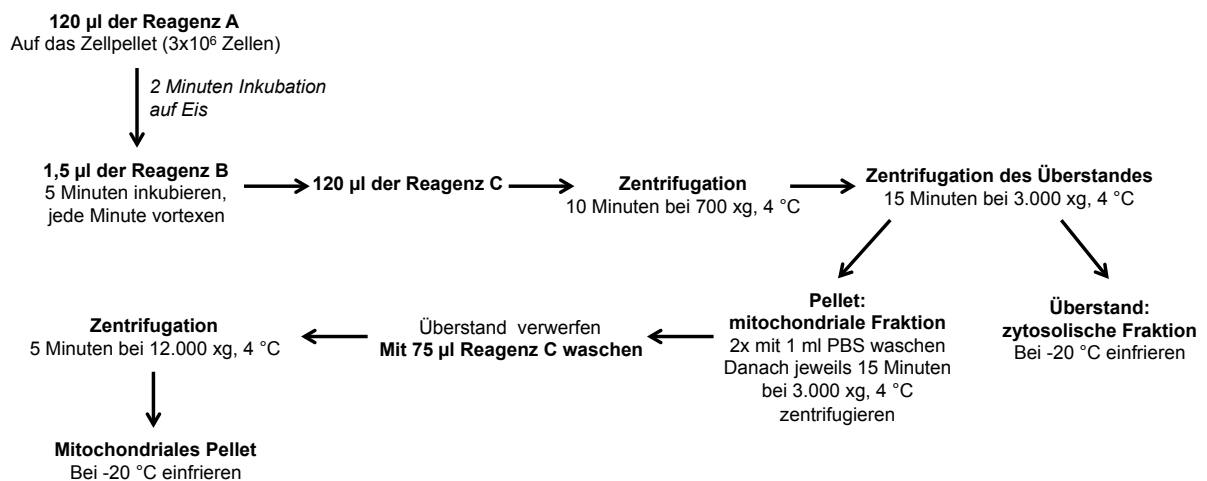 120 µl der Reagenz A
Auf das Zellpellet (3x10⁶ Zellen)
2 Minuten Inkubation
auf Eis
1,5 µl der Reagenz B
5 Minuten inkubieren,
jede Minute vortexen
120 µl der Reagenz C
Zentrifugation
10 Minuten bei 700 xg, 4 °C
Zentrifugation des Überstandes
15 Minuten bei 3.000 xg, 4 °C
Pellet:
mitochondriale Fraktion
2x mit 1 ml PBS waschen
Danach jeweils 15 Minuten
bei 3.000 xg, 4 °C
zentrifugieren
Überstand:
zytosolische Fraktion
Bei -20 °C einfrieren
Überstand verwerfen
Mit 75 µl Reagenz C waschen
Zentrifugation
5 Minuten bei 12.000 xg, 4 °C
Mitochondriales Pellet
Bei -20 °C einfrieren